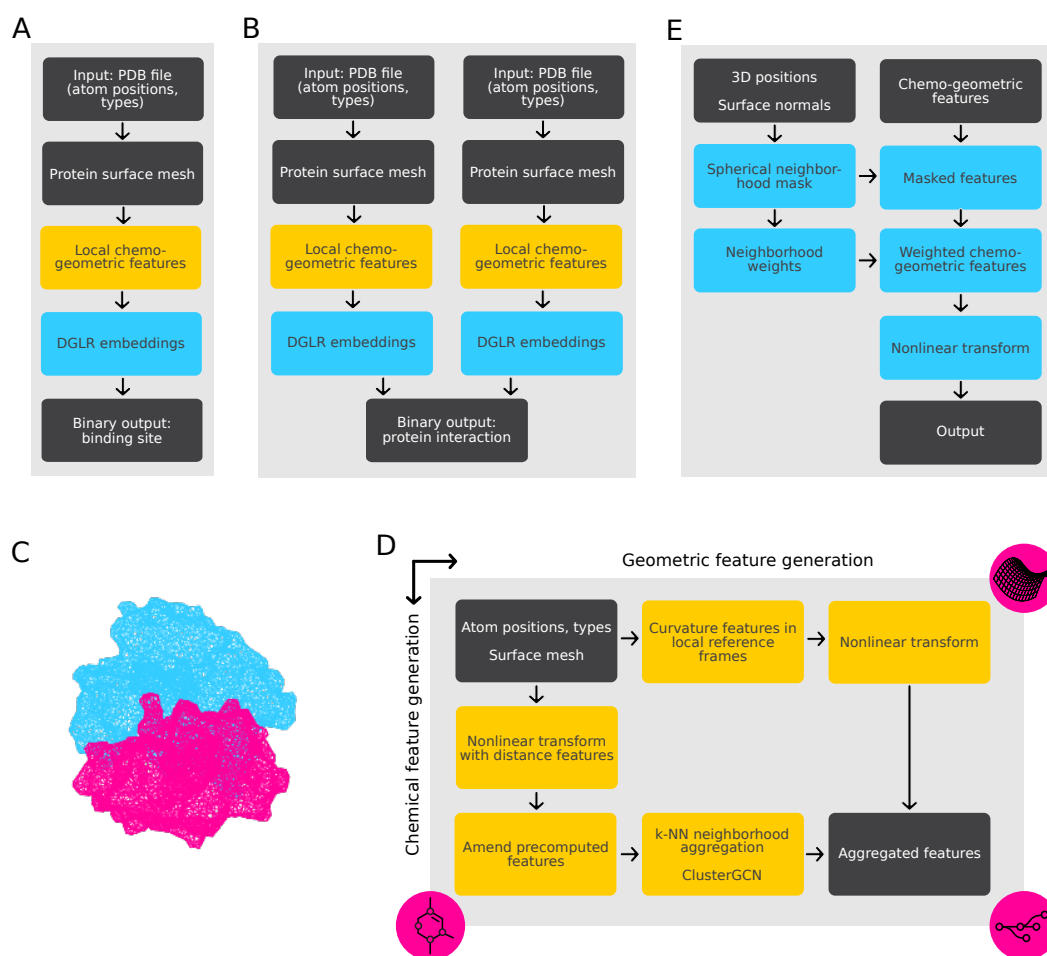 A
Input: PDB file
(atom positions,
types)
Protein surface mesh
Local chemo-
geometric features
DGLR embeddings
Binary output:
binding site
B
Input: PDB file
(atom positions,
types)
Protein surface mesh
Local chemo-
geometric features
DGLR embeddings
Input: PDB file
(atom positions,
types)
Protein surface mesh
Local chemo-
geometric features
DGLR embeddings
Binary output:
protein interaction
E
3D positions
Surface normals
Chemo-geometric
features
Spherical neighbor-
hood mask
Masked features
Neighborhood
weights
Weighted chemo-
geometric features
Nonlinear transform
Output
C
D
Geometric feature generation
Chemical feature generation
Atom positions, types
Surface mesh
Curvature features in
local reference
frames
Nonlinear transform
Nonlinear transform
with distance features
Amend precomputed
features
k-NN neighborhood
aggregation
ClusterGCN
Aggregated features